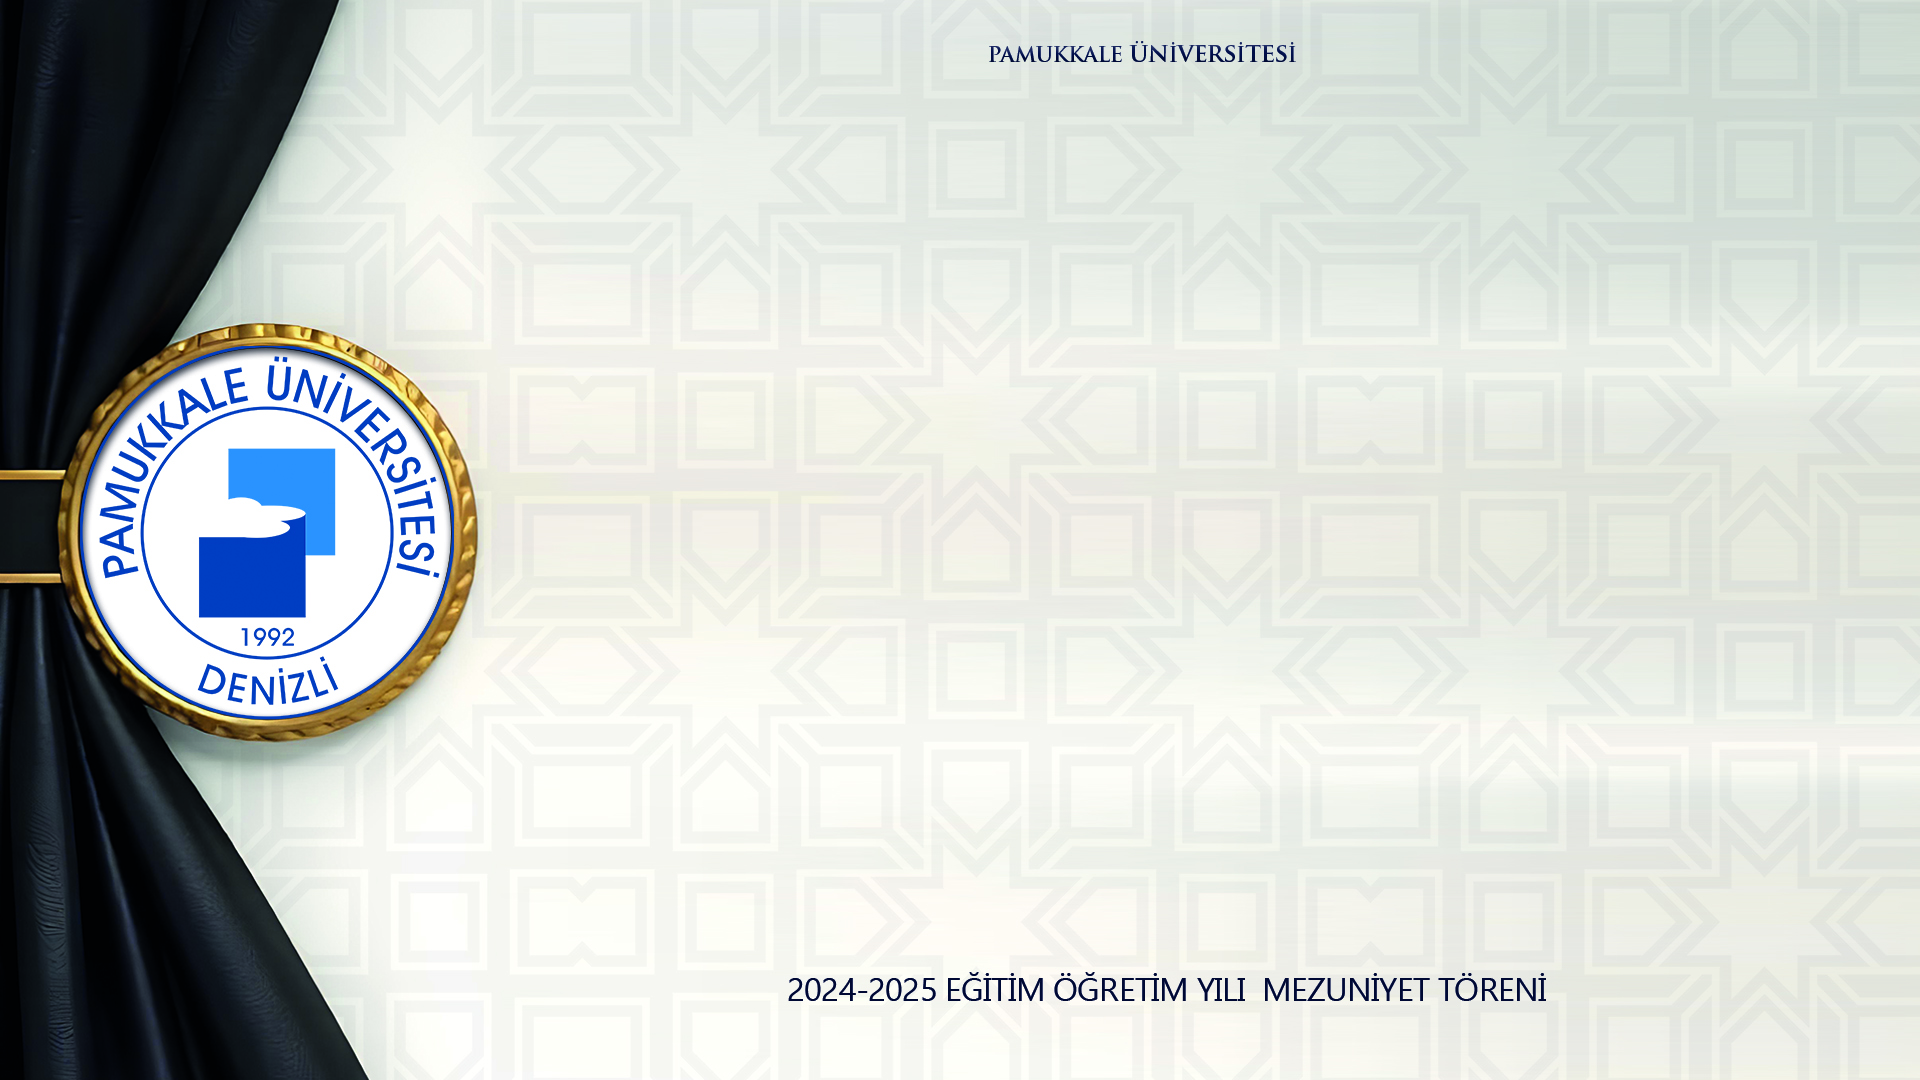 PAMUKKALE ÜNİVERSİTESİ
PAMUKKALE ÜNİVERSİTESİ
1992
DENİZLİ
2024-2025 EĞİTİM ÖĞRETİM YILI  MEZUNİYET TÖRENİ